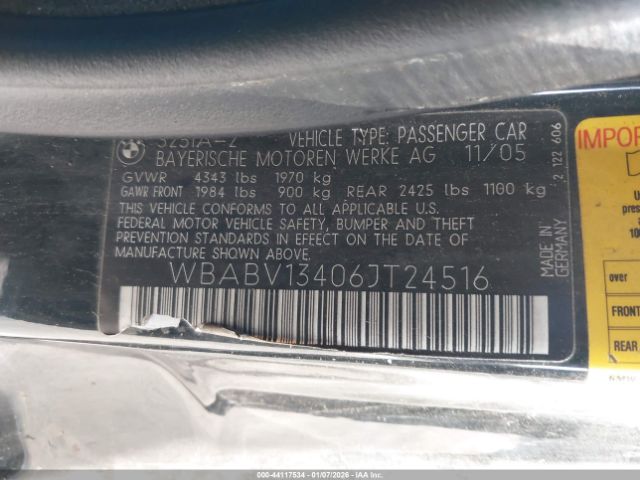 BMW
325iA-2 VEHICLE TYPE: PASSENGER CAR
BAYERISCHE MOTOREN WERKE AG 11/05
GVWR 4343 lbs 1970 kg
GAWR FRONT 1984 lbs 900 kg REAR 2425 lbs 1100 kg
THIS VEHICLE CONFORMS TO ALL APPLICABLE U.S.
FEDERAL MOTOR VEHICLE SAFETY, BUMPER AND THEFT
PREVENTION STANDARDS IN EFFECT ON THE DATE OF
MANUFACTURE SHOWN ABOVE.
WBABV13406JT24516
MADE IN
GERMANY
2 122 606
FRONT
REAR
000-44117534 - 01/07/2026 - IAAI.com